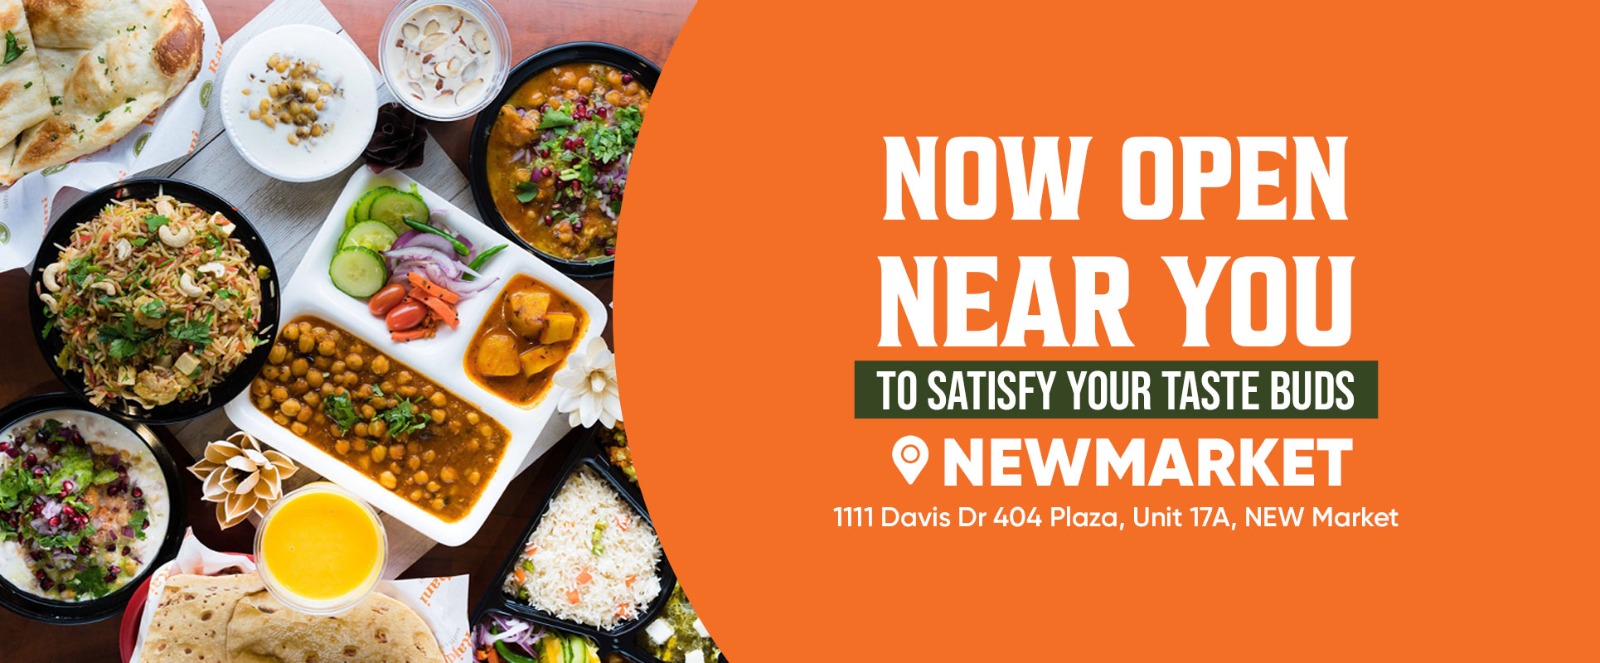 NOW OPEN
NEAR YOU
TO SATISFY YOUR TASTE BUDS
NEWMARKET
1111 Davis Dr 404 Plaza, Unit 17A, NEW Market